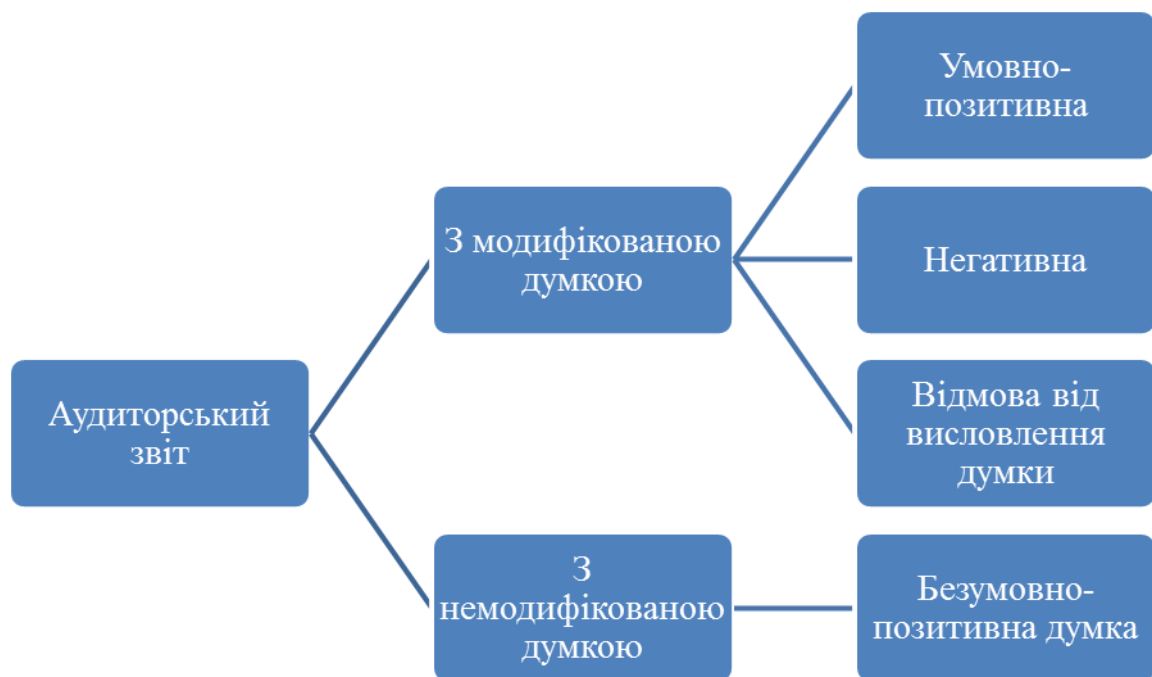 Аудиторський
звіт
З модифікованою
думкою
Умовно-
позитивна
Негативна
Відмова від
висловлення
думки
З
немодифікованою
думкою
Безумовно-
позитивна думка